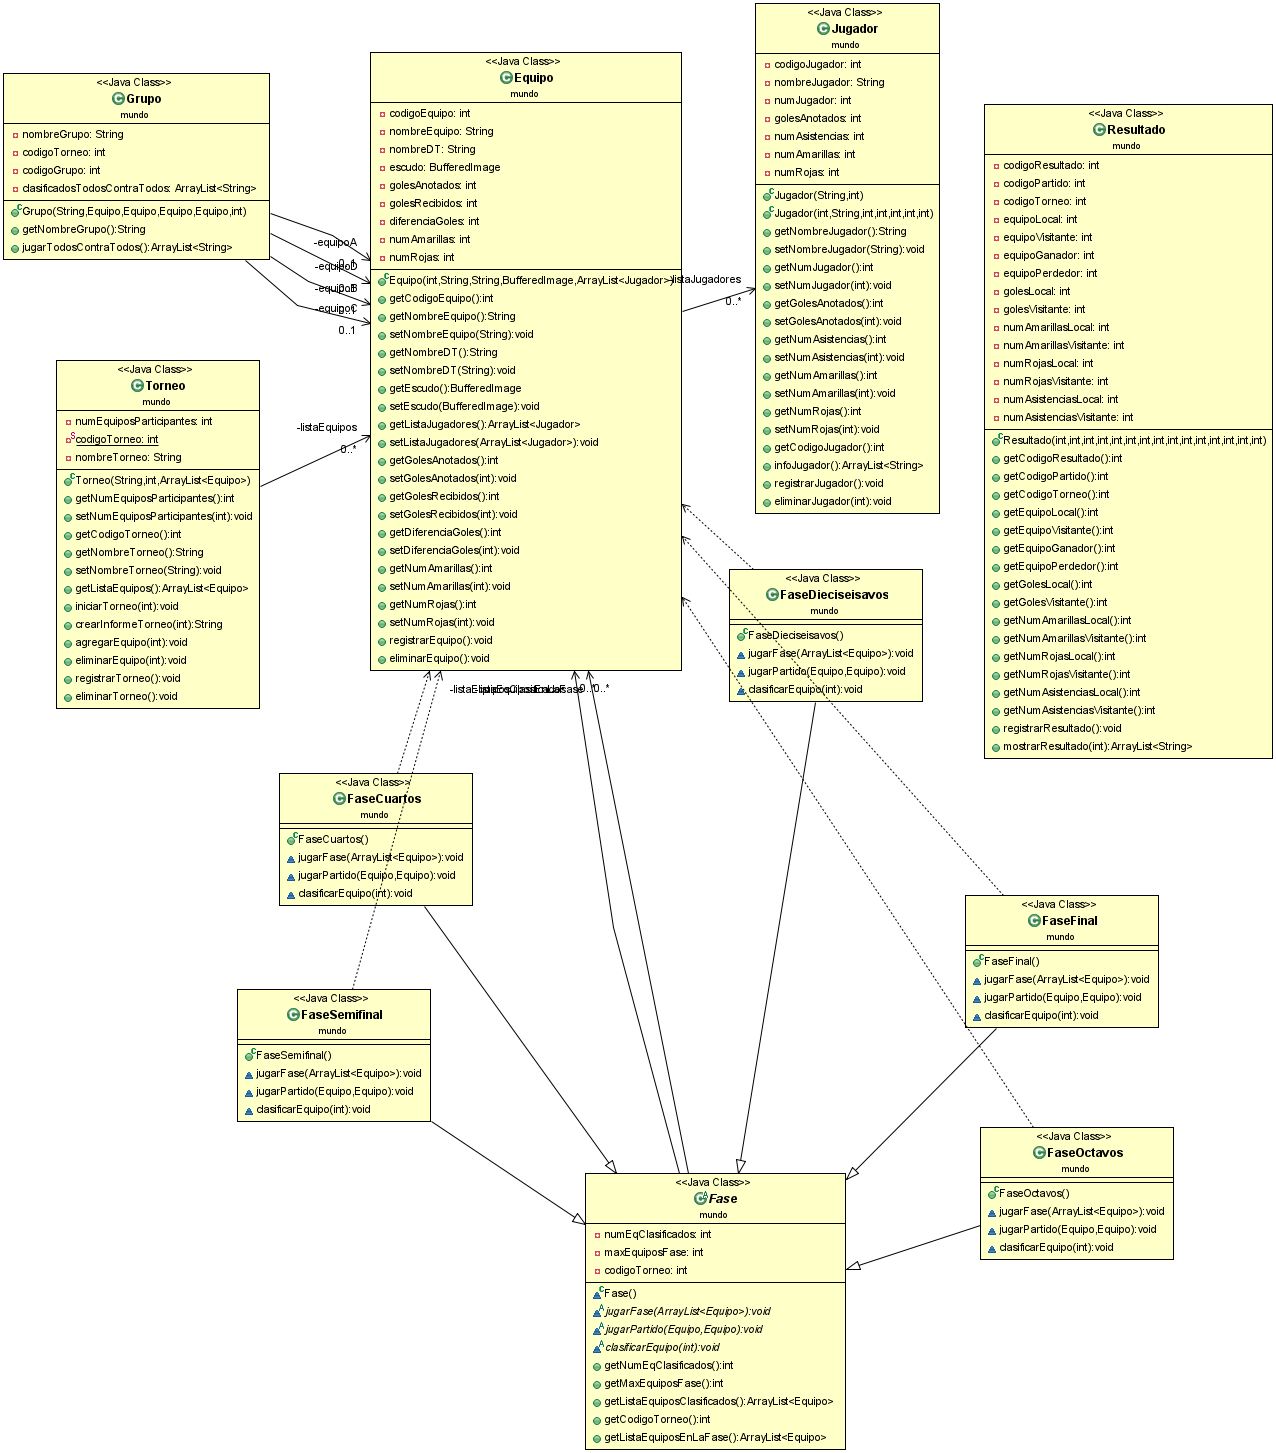 <<Java Class>>
Grupo
mundo
nombreGrupo: String
codigoTorneo: int
codigoGrupo: int
clasificadosTodosContraTodos: ArrayList<String>
Grupo(String,Equipo,Equipo,Equipo,Equipo,int)
getNombreGrupo():String
jugarTodosContraTodos():ArrayList<String>
-equipoA
0..1
-equipoD
0..1
-equipoB
0..1
-equipoC
0..1
<<Java Class>>
Torneo
mundo
numEquiposParticipantes: int
codigoTorneo: int
nombreTorneo: String
Torneo(String,int,ArrayList<Equipo>)
getNumEquiposParticipantes():int
setNumEquiposParticipantes(int):void
getCodigoTorneo():int
getNombreTorneo():String
setNombreTorneo(String):void
getListaEquipos():ArrayList<Equipo>
iniciarTorneo(int):void
crearInformeTorneo(int):String
agregarEquipo(int):void
eliminarEquipo(int):void
registrarTorneo():void
eliminarTorneo():void
-listaEquipos
0..*
<<Java Class>>
Equipo
mundo
codigoEquipo: int
nombreEquipo: String
nombreDT: String
escudo: BufferedImage
golesAnotados: int
golesRecibidos: int
diferenciaGoles: int
numAmarillas: int
numRojas: int
Equipo(int,String,String,BufferedImage,ArrayList<Jugador>)
getCodigoEquipo():int
getNombreEquipo():String
setNombreEquipo(String):void
getNombreDT():String
setNombreDT(String):void
getEscudo():BufferedImage
setEscudo(BufferedImage):void
getListaJugadores():ArrayList<Jugador>
setListaJugadores(ArrayList<Jugador>):void
getGolesAnotados():int
setGolesAnotados(int):void
getGolesRecibidos():int
setGolesRecibidos(int):void
getDiferenciaGoles():int
setDiferenciaGoles(int):void
getNumAmarillas():int
setNumAmarillas(int):void
getNumRojas():int
setNumRojas(int):void
registrarEquipo():void
eliminarEquipo():void
-listaJugadores
0..*
<<Java Class>>
Jugador
mundo
codigoJugador: int
nombreJugador: String
numJugador: int
golesAnotados: int
numAsistencias: int
numAmarillas: int
numRojas: int
Jugador(String,int)
Jugador(int,String,int,int,int,int,int)
getNombreJugador():String
setNombreJugador(String):void
getNumJugador():int
setNumJugador(int):void
getGolesAnotados():int
setGolesAnotados(int):void
getNumAsistencias():int
setNumAsistencias(int):void
getNumAmarillas():int
setNumAmarillas(int):void
getNumRojas():int
setNumRojas(int):void
getCodigoJugador():int
infoJugador():ArrayList<String>
registrarJugador():void
eliminarJugador(int):void
<<Java Class>>
Resultado
mundo
codigoResultado: int
codigoPartido: int
codigoTorneo: int
equipoLocal: int
equipoVisitante: int
equipoGanador: int
equipoPerdedor: int
golesLocal: int
golesVisitante: int
numAmarillasLocal: int
numAmarillasVisitante: int
numRojasLocal: int
numRojasVisitante: int
numAsistenciasLocal: int
numAsistenciasVisitante: int
Resultado(int,int,int,int,int,int,int,int,int,int,int,int,int,int,int)
getCodigoResultado():int
getCodigoPartido():int
getCodigoTorneo():int
getEquipoLocal():int
getEquipoVisitante():int
getEquipoGanador():int
getEquipoPerdedor():int
getGolesLocal():int
getGolesVisitante():int
getNumAmarillasLocal():int
getNumAmarillasVisitante():int
getNumRojasLocal():int
getNumRojasVisitante():int
getNumAsistenciasLocal():int
getNumAsistenciasVisitante():int
registrarResultado():void
mostrarResultado(int):ArrayList<String>
<<Java Class>>
FaseDieciseisavos
mundo
FaseDieciseisavos()
jugarFase(ArrayList<Equipo>):void
jugarPartido(Equipo,Equipo):void
clasificarEquipo(int):void
0..*
<<Java Class>>
FaseCuartos
mundo
FaseCuartos()
jugarFase(ArrayList<Equipo>):void
jugarPartido(Equipo,Equipo):void
clasificarEquipo(int):void
<<Java Class>>
FaseFinal
mundo
FaseFinal()
jugarFase(ArrayList<Equipo>):void
jugarPartido(Equipo,Equipo):void
clasificarEquipo(int):void
<<Java Class>>
FaseSemifinal
mundo
FaseSemifinal()
jugarFase(ArrayList<Equipo>):void
jugarPartido(Equipo,Equipo):void
clasificarEquipo(int):void
<<Java Class>>
FaseOctavos
mundo
FaseOctavos()
jugarFase(ArrayList<Equipo>):void
jugarPartido(Equipo,Equipo):void
clasificarEquipo(int):void
<<Java Class>>
Fase
mundo
numEqClasificados: int
maxEquiposFase: int
codigoTorneo: int
Fase()
jugarFase(ArrayList<Equipo>):void
jugarPartido(Equipo,Equipo):void
clasificarEquipo(int):void
getNumEqClasificados():int
getMaxEquiposFase():int
getListaEquiposClasificados():ArrayList<Equipo>
getCodigoTorneo():int
getListaEquiposEnLaFase():ArrayList<Equipo>